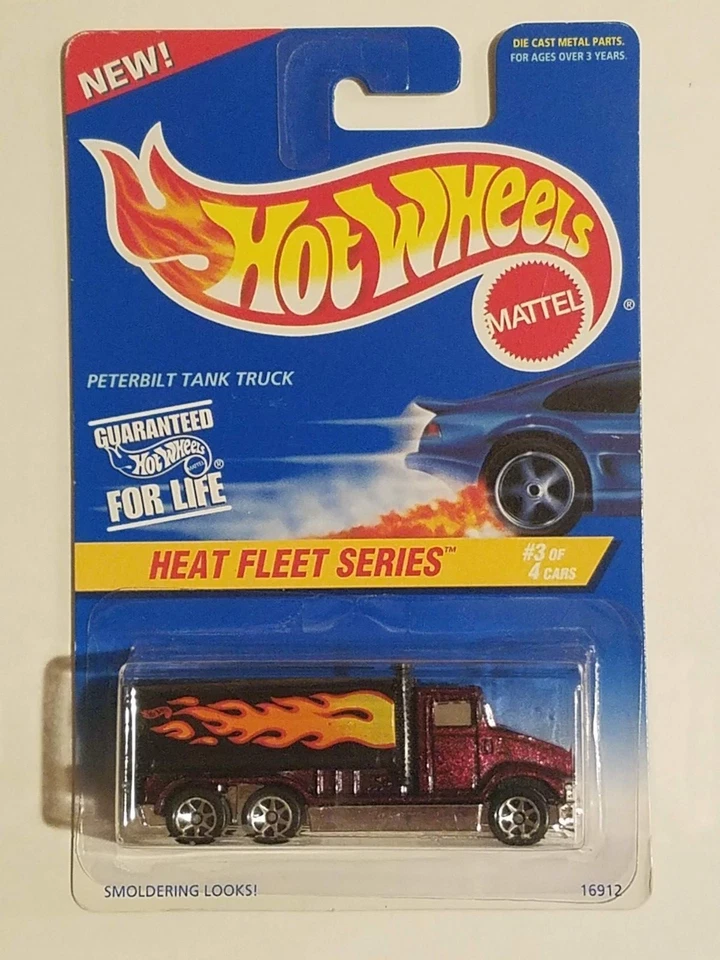 NEW!
DIE CAST METAL PARTS.
FOR AGES OVER 3 YEARS.
Hot Wheels
MATTEL
®
PETERBILT TANK TRUCK
GUARANTEED
Hot Wheels
MATTEL
®
FOR LIFE
HEAT FLEET SERIES™
#3 OF
4 CARS
SMOLDERING LOOKS!
16912